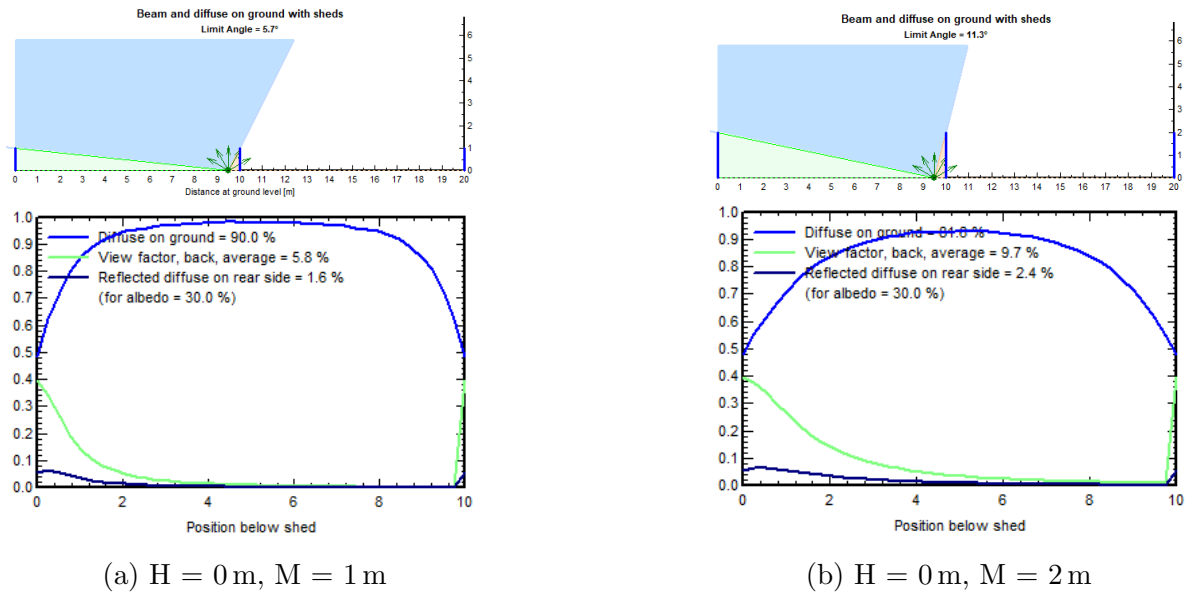 Beam and diffuse on ground with sheds
Limit Angle = 5.7°
6
5
4
3
2
1
0
0 1 2 3 4 5 6 7 8 9 10 11 12 13 14 15 16 17 18 19 20
Distance at ground level [m]
1.0
0.9
0.8
0.7
0.6
0.5
0.4
0.3
0.2
0.1
0.0
Diffuse on ground = 90.0 %
View factor, back, average = 5.8 %
Reflected diffuse on rear side = 1.6 %
(for albedo = 30.0 %)
0 2 4 6 8 10
Position below shed
(a) H = 0 m, M = 1 m
Beam and diffuse on ground with sheds
Limit Angle = 11.3°
6
5
4
3
2
1
0
0 1 2 3 4 5 6 7 8 9 10 11 12 13 14 15 16 17 18 19 20
1.0
0.9
0.8
0.7
0.6
0.5
0.4
0.3
0.2
0.1
0.0
Diffuse on ground = %
View factor, back, average = 9.7 %
Reflected diffuse on rear side = 2.4 %
(for albedo = 30.0 %)
0 2 4 6 8 10
Position below shed
(b) H = 0 m, M = 2 m